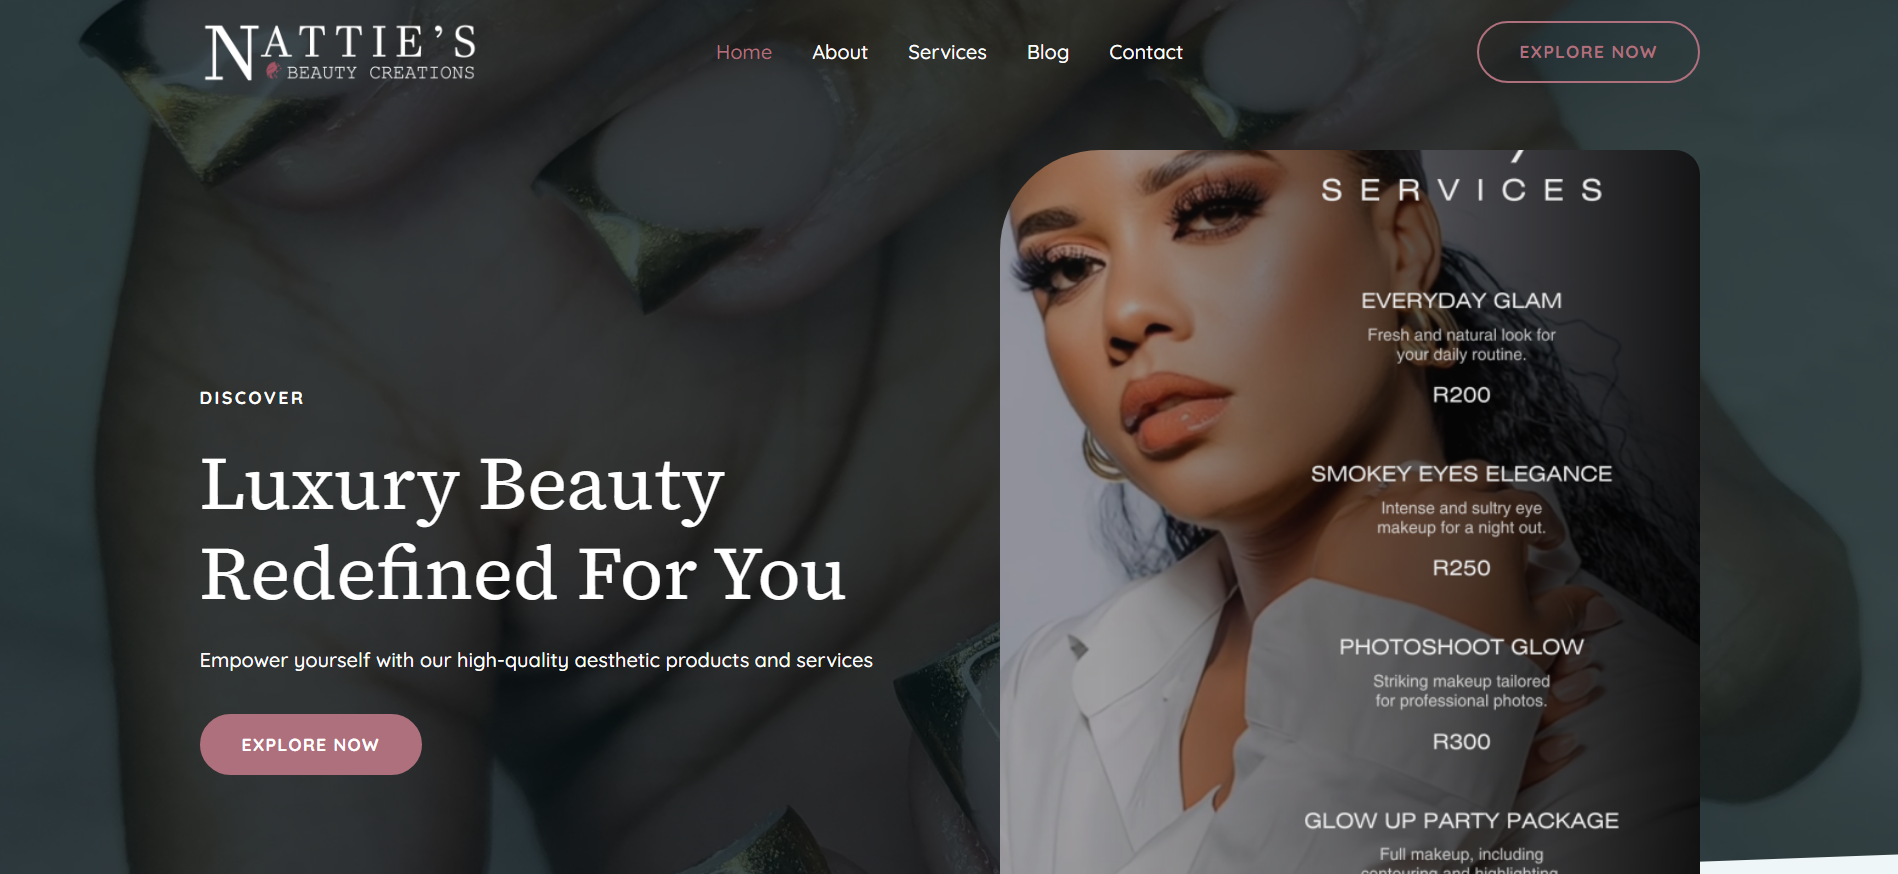 NATTIE'S
BEAUTY CREATIONS
Home
About
Services
Blog
Contact
EXPLORE NOW
DISCOVER
Luxury Beauty
Redefined For You
Empower yourself with our high-quality aesthetic products and services
EXPLORE NOW
SERVICES
EVERYDAY GLAM
Fresh and natural look for
your daily routine.
R200
SMOKEY EYES ELEGANCE
Intense and sultry eye
makeup for a night out.
R250
PHOTOSHOOT GLOW
Striking makeup tailored
for professional photos.
R300
GLOW UP PARTY PACKAGE
Full makeup, including
contouring and highlighting